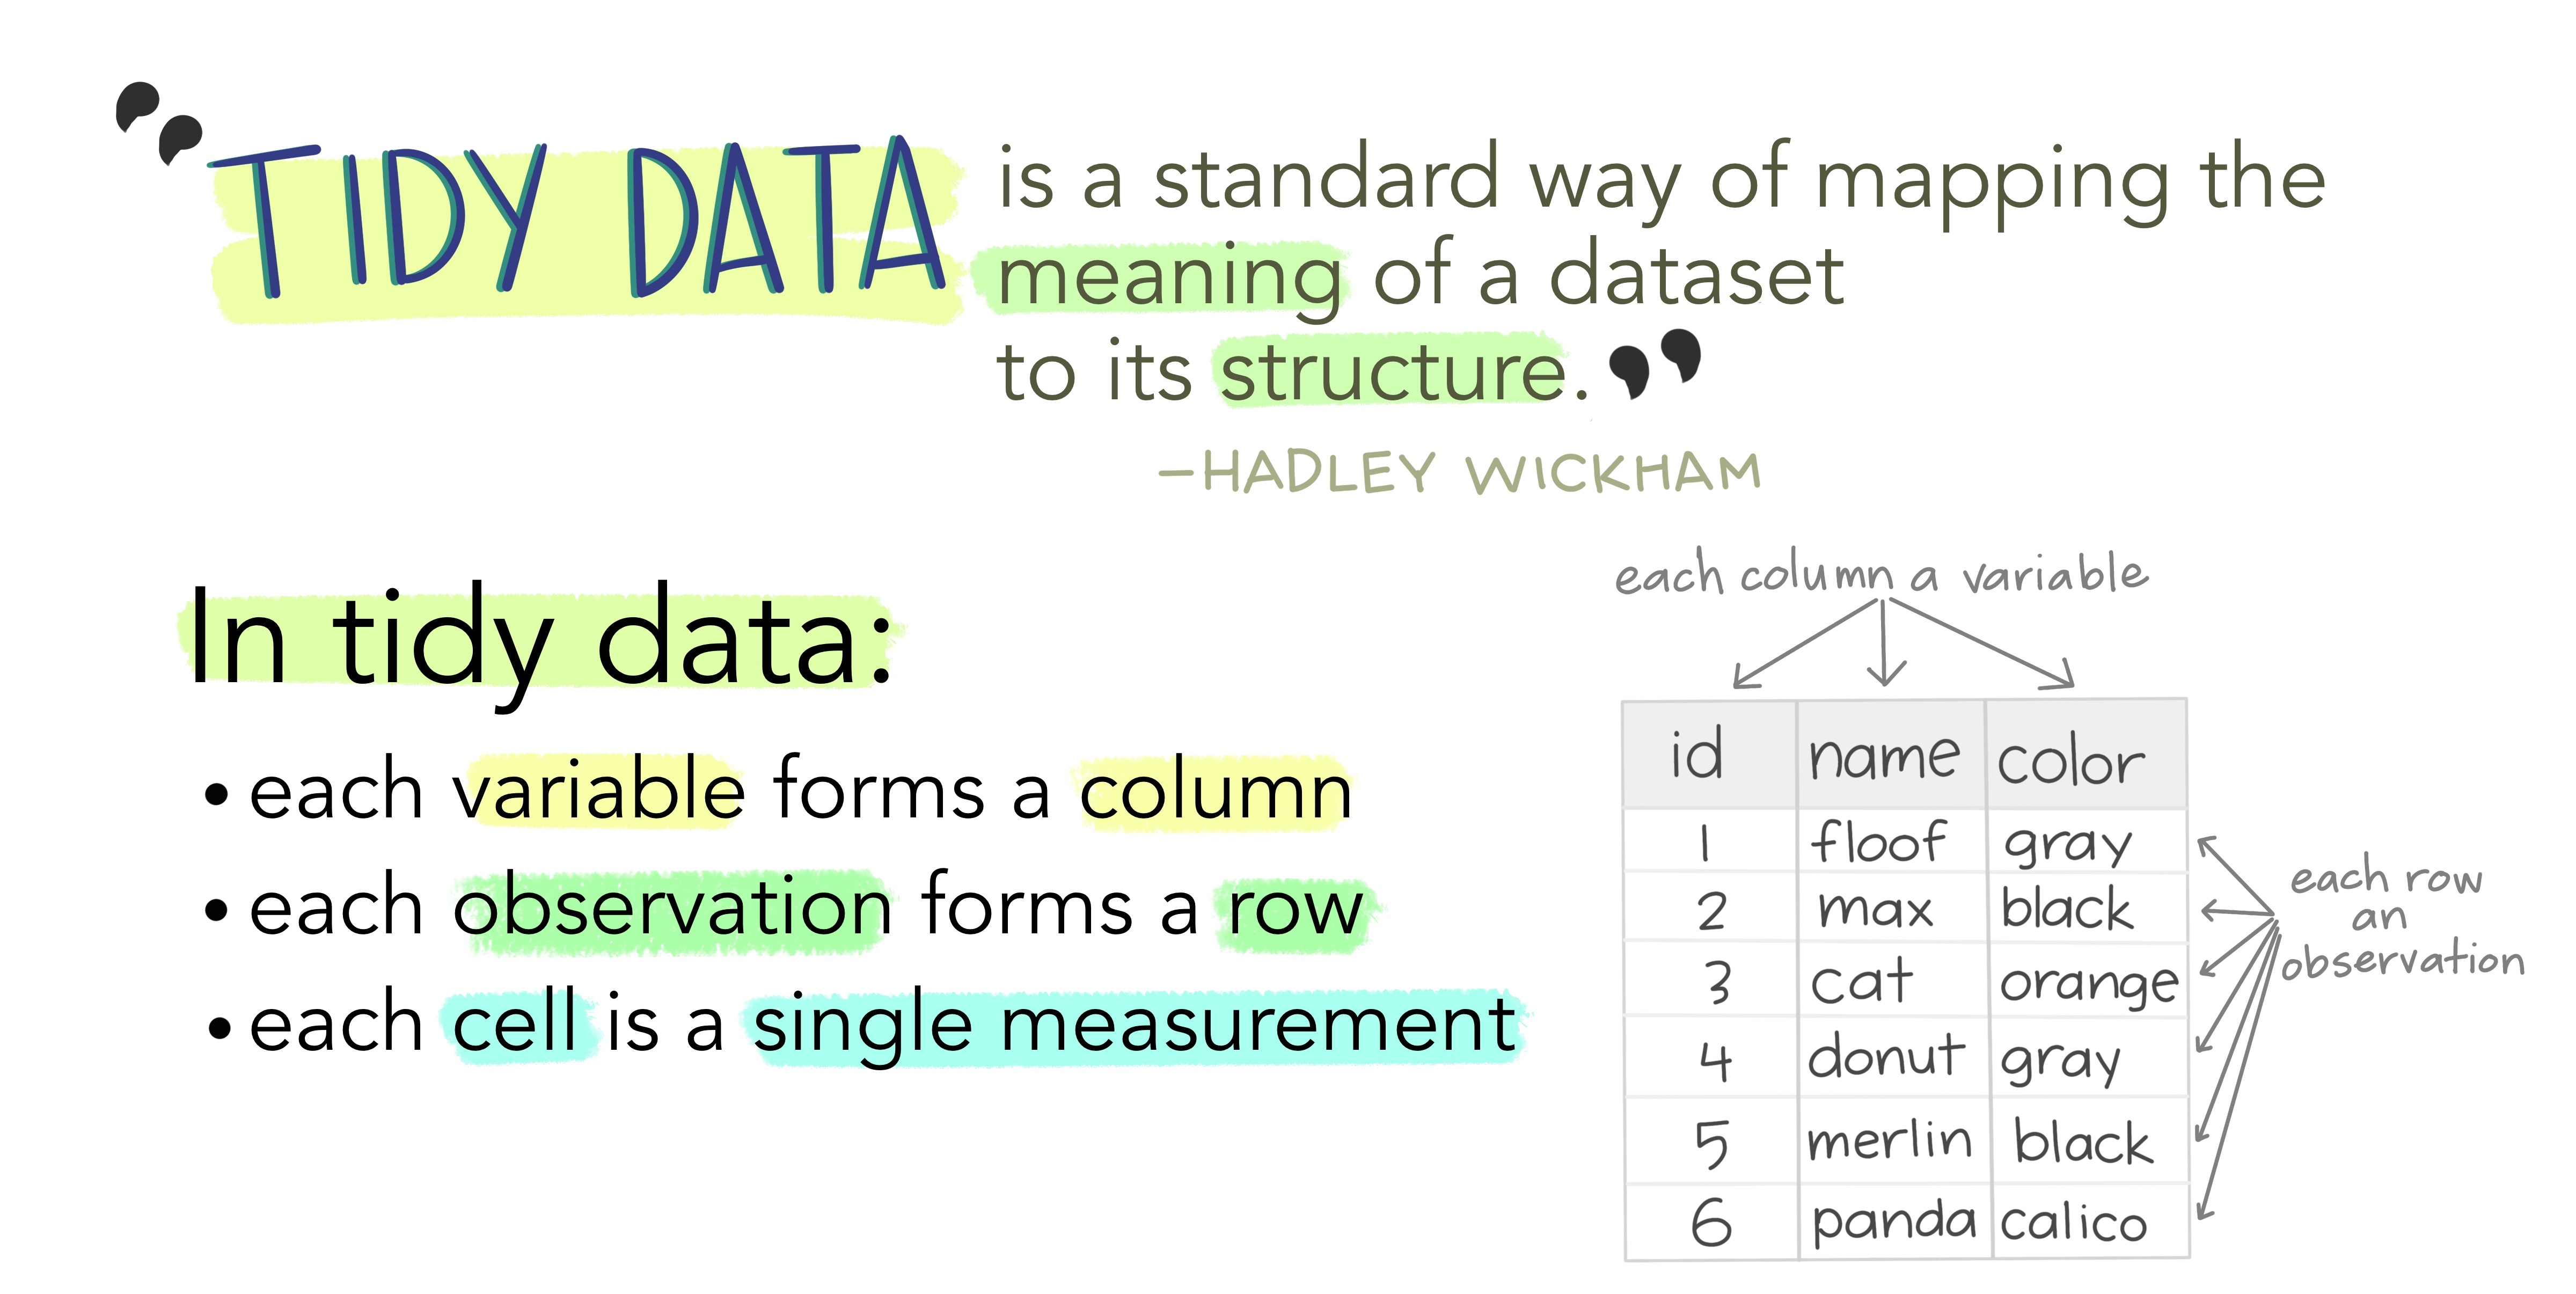 “TIDY DATA is a standard way of mapping the
meaning of a dataset
to its structure.”
—HADLEY WICKHAM
In tidy data:
• each variable forms a column
• each observation forms a row
• each cell is a single measurement
each column a variable
id name color
1 floof gray
2 max black
3 cat orange
4 donut gray
5 merlin black
6 panda calico
each row
an
observation